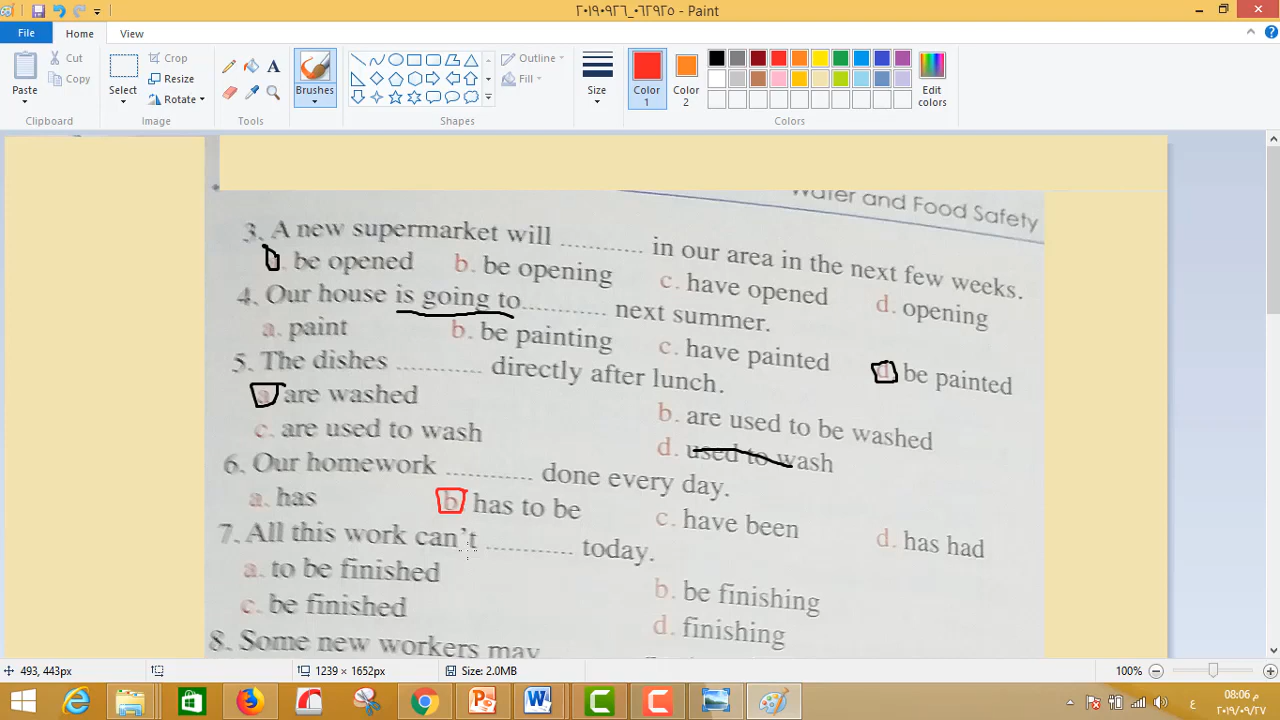 ٢٠١٩٠٩٢٦_٠٦٢٩٢٥ - Paint
File
Home
View
Paste
Cut
Copy
Clipboard
Select
Crop
Resize
Rotate
Image
Tools
Brushes
Shapes
Outline
Fill
Size
Color 1
Color 2
Edit colors
Colors
Water and Food Safety
3. A new supermarket will ............ in our area in the next few weeks.
a. be opened b. be opening c. have opened d. opening
4. Our house is going to ............ next summer.
a. paint b. be painting c. have painted d. be painted
5. The dishes ............ directly after lunch.
a. are washed b. are used to be washed
c. are used to wash d. used to wash
6. Our homework ............ done every day.
a. has b. has to be c. have been d. has had
7. All this work can't ............ today.
a. to be finished b. be finishing
c. be finished d. finishing
8. Some new workers may
493, 443px
1239 × 1652px
Size: 2.0MB
100%
ع
08:06 م
٢٠١٩/٠٩/٢٧